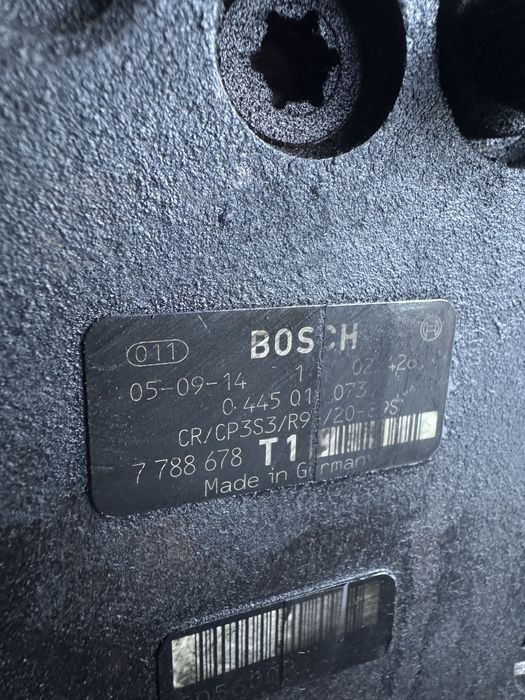 011 BOSCH
05-09-14
0 445 01 073
CR/CP3S3/R9 /20-
7 788 678 T1
Made in Germany